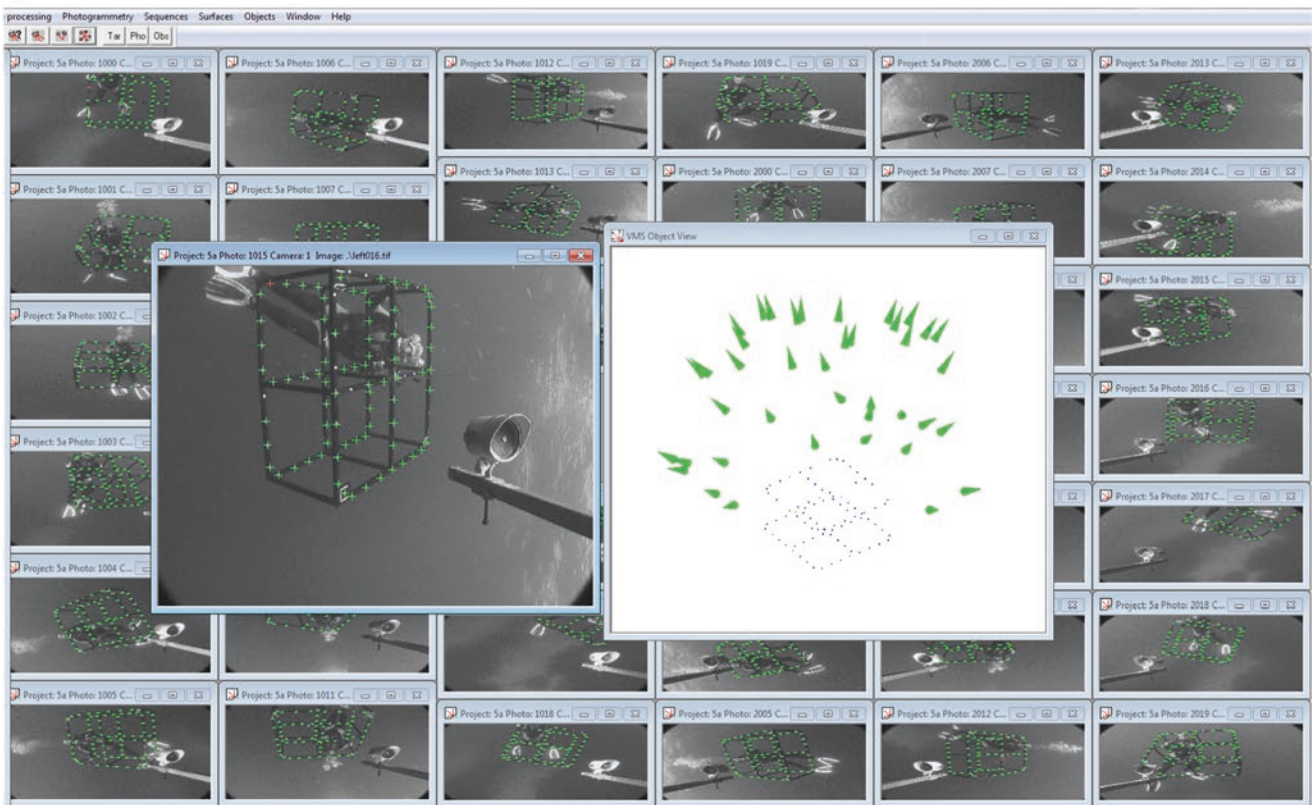 processing Photogrammetry Sequences Surfaces Objects Window Help
Tar Pho Obs
Project: 5a Photo: 1000 C...
Project: 5a Photo: 1006 C...
Project: 5a Photo: 1012 C...
Project: 5a Photo: 1019 C...
Project: 5a Photo: 2006 C...
Project: 5a Photo: 2013 C...
Project: 5a Photo: 1001 C...
Project: 5a Photo: 1007 C...
Project: 5a Photo: 1013 C...
Project: 5a Photo: 2000 C...
Project: 5a Photo: 2007 C...
Project: 5a Photo: 2014 C...
Project: 5a Photo: 1015 Camera: 1 Image: .\left016.tif
VMS Object View
Project: 5a Photo: 2015 C...
Project: 5a Photo: 1002 C...
Project: 5a Photo: 2016 C...
Project: 5a Photo: 1003 C...
Project: 5a Photo: 2017 C...
Project: 5a Photo: 1004 C...
Project: 5a Photo: 2018 C...
Project: 5a Photo: 1005 C...
Project: 5a Photo: 1011 C...
Project: 5a Photo: 1018 C...
Project: 5a Photo: 2005 C...
Project: 5a Photo: 2012 C...
Project: 5a Photo: 2019 C...